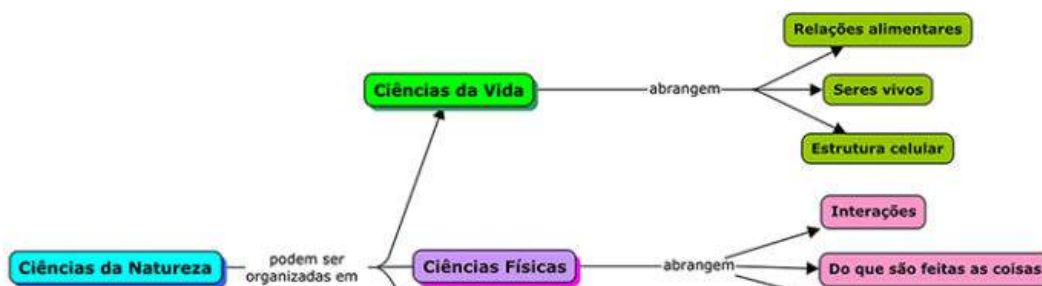 Relações alimentares
Ciências da Vida
abrangem
Seres vivos
Estrutura celular
Interações
Ciências da Natureza
podem ser
organizadas em
Ciências Físicas
abrangem
Do que são feitas as coisas